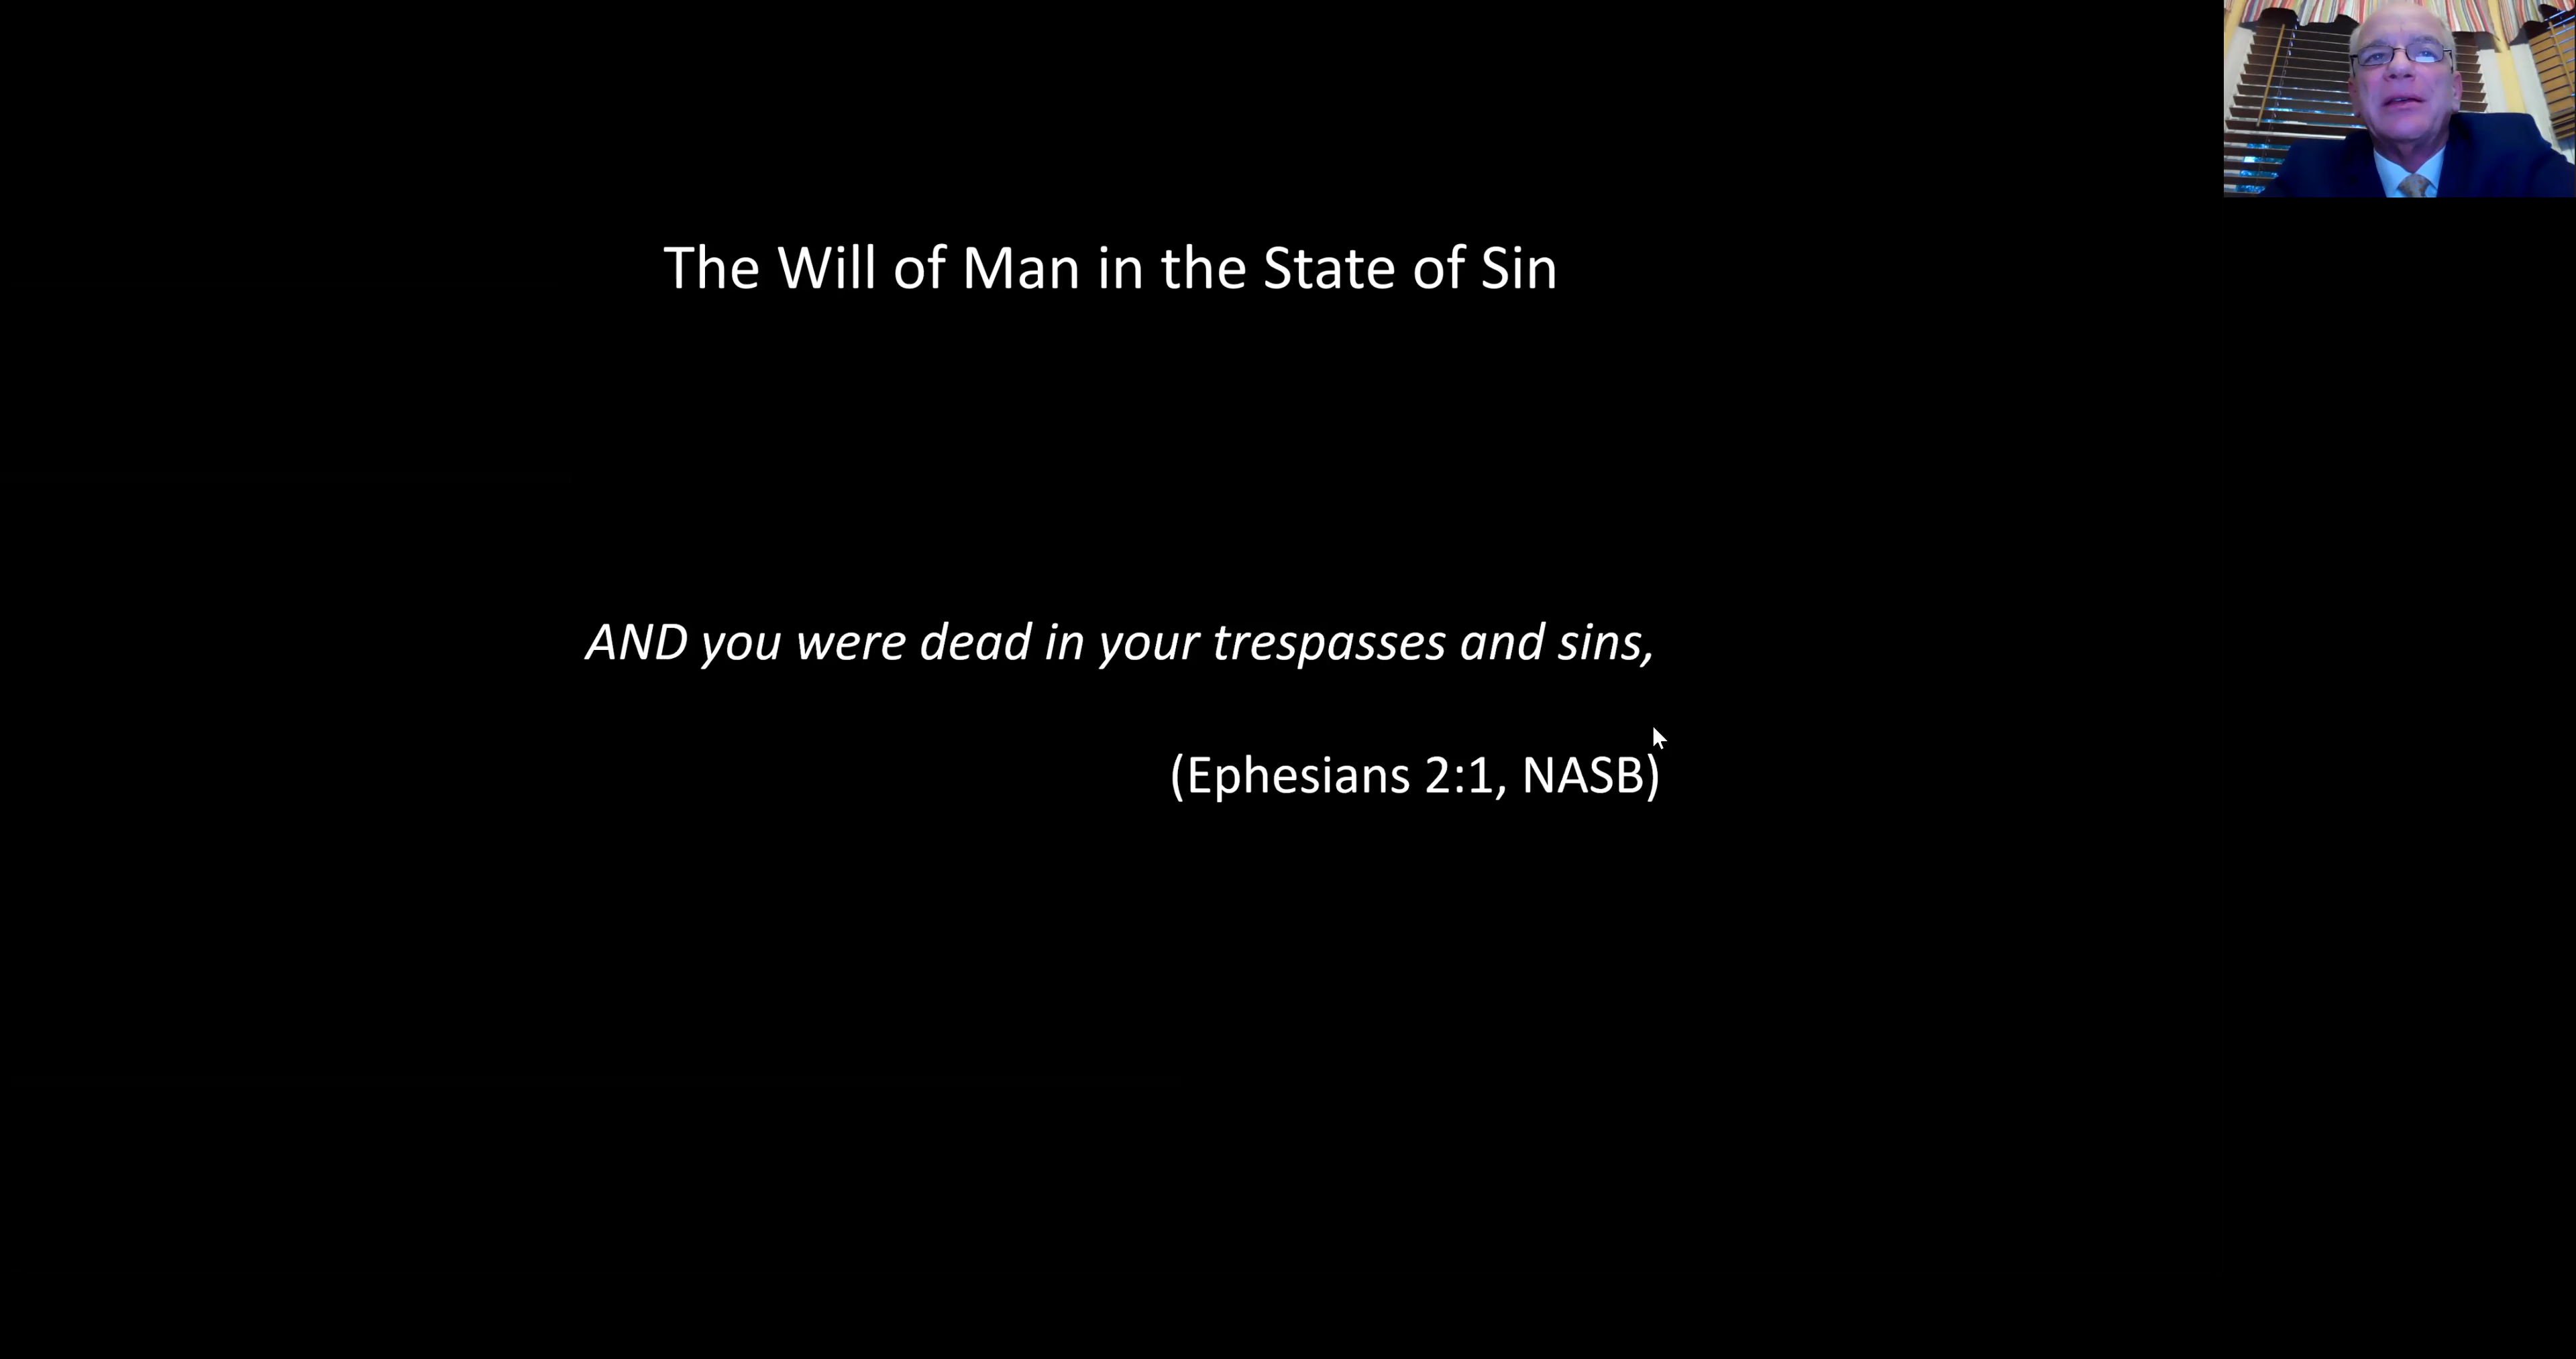 The Will of Man in the State of Sin
AND you were dead in your trespasses and sins,
(Ephesians 2:1, NASB)